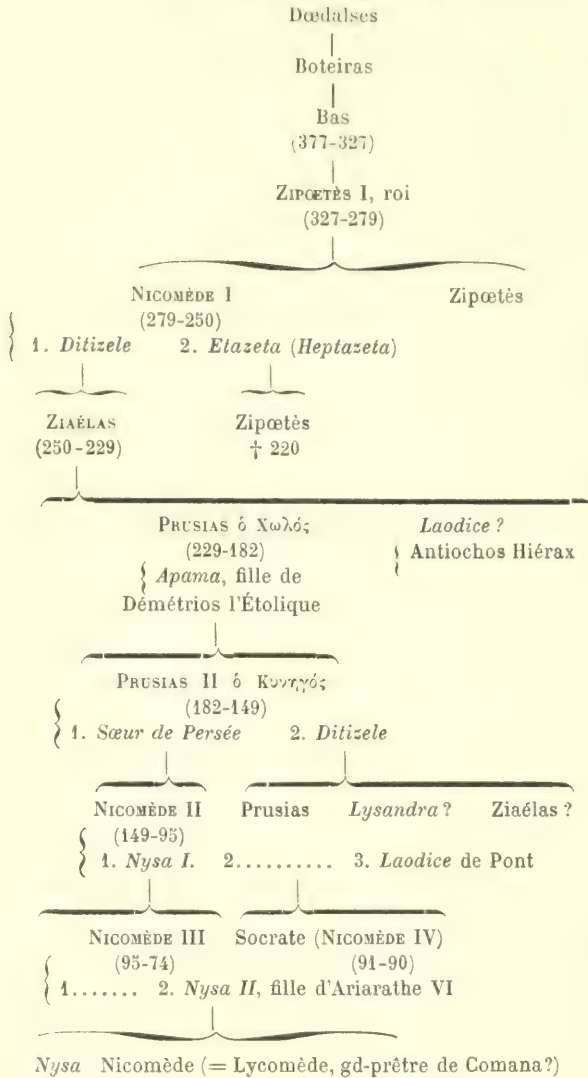 Dœdalses
Boteiras
Bas
(377-327)
Zipœtès I, roi
(327-279)
Nicomède I Zipœtès
(279-250)
1. Ditizele 2. Etazeta (Heptazeta)
Ziaélas Zipœtès
(250-229) † 220
Prusias ὁ Χωλός Laodice ?
(229-182) Antiochos Hiérax
Apama, fille de
Démétrios l'Étolique
Prusias II ὁ Κυνηγός
(182-149)
1. Sœur de Persée 2. Ditizele
Nicomède II Prusias Lysandra ? Ziaélas ?
(149-95)
1. Nysa I. 2.......... 3. Laodice de Pont
Nicomède III Socrate (Nicomède IV)
(95-74) (91-90)
1....... 2. Nysa II, fille d'Ariarathe VI
Nysa Nicomède (= Lycomède, gd-prêtre de Comana?)